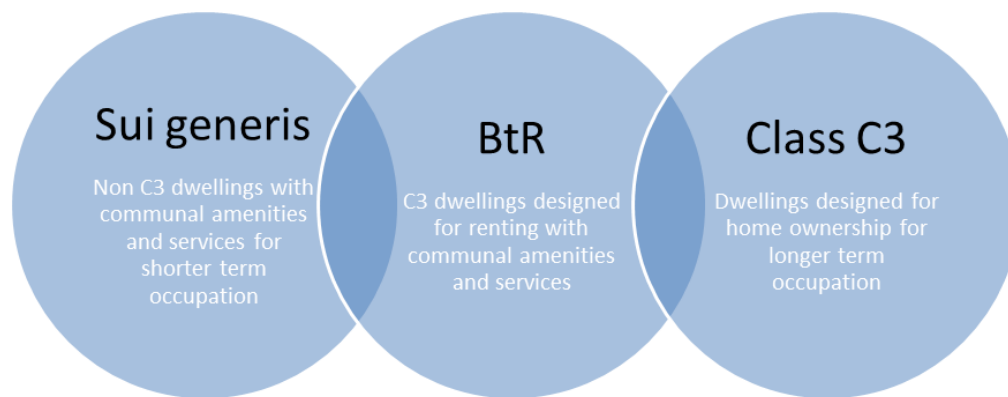 Sui generis
Non C3 dwellings with
communal amenities
and services for
shorter term
occupation
BtR
C3 dwellings designed
for renting with
communal amenities
and services
Class C3
Dwellings designed for
home ownership for
longer term
occupation